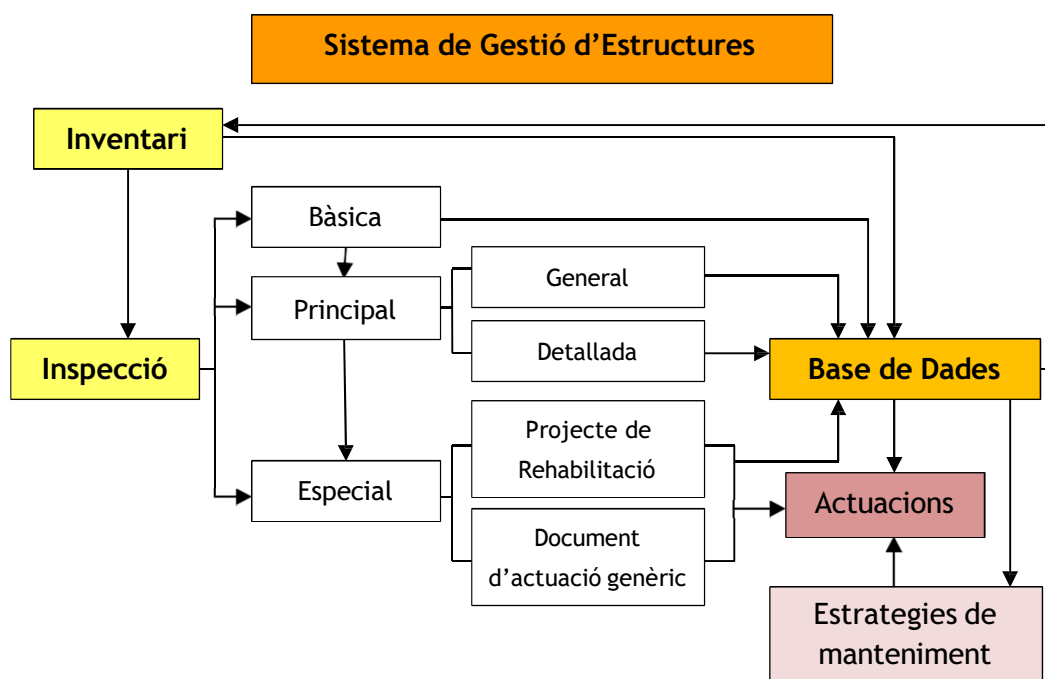 Sistema de Gestió d’Estructures
Inventari
Bàsica
General
Principal
Detallada
Inspecció
Base de Dades
Projecte de
Rehabilitació
Especial
Actuacions
Document
d’actuació genèric
Estrategies de
manteniment